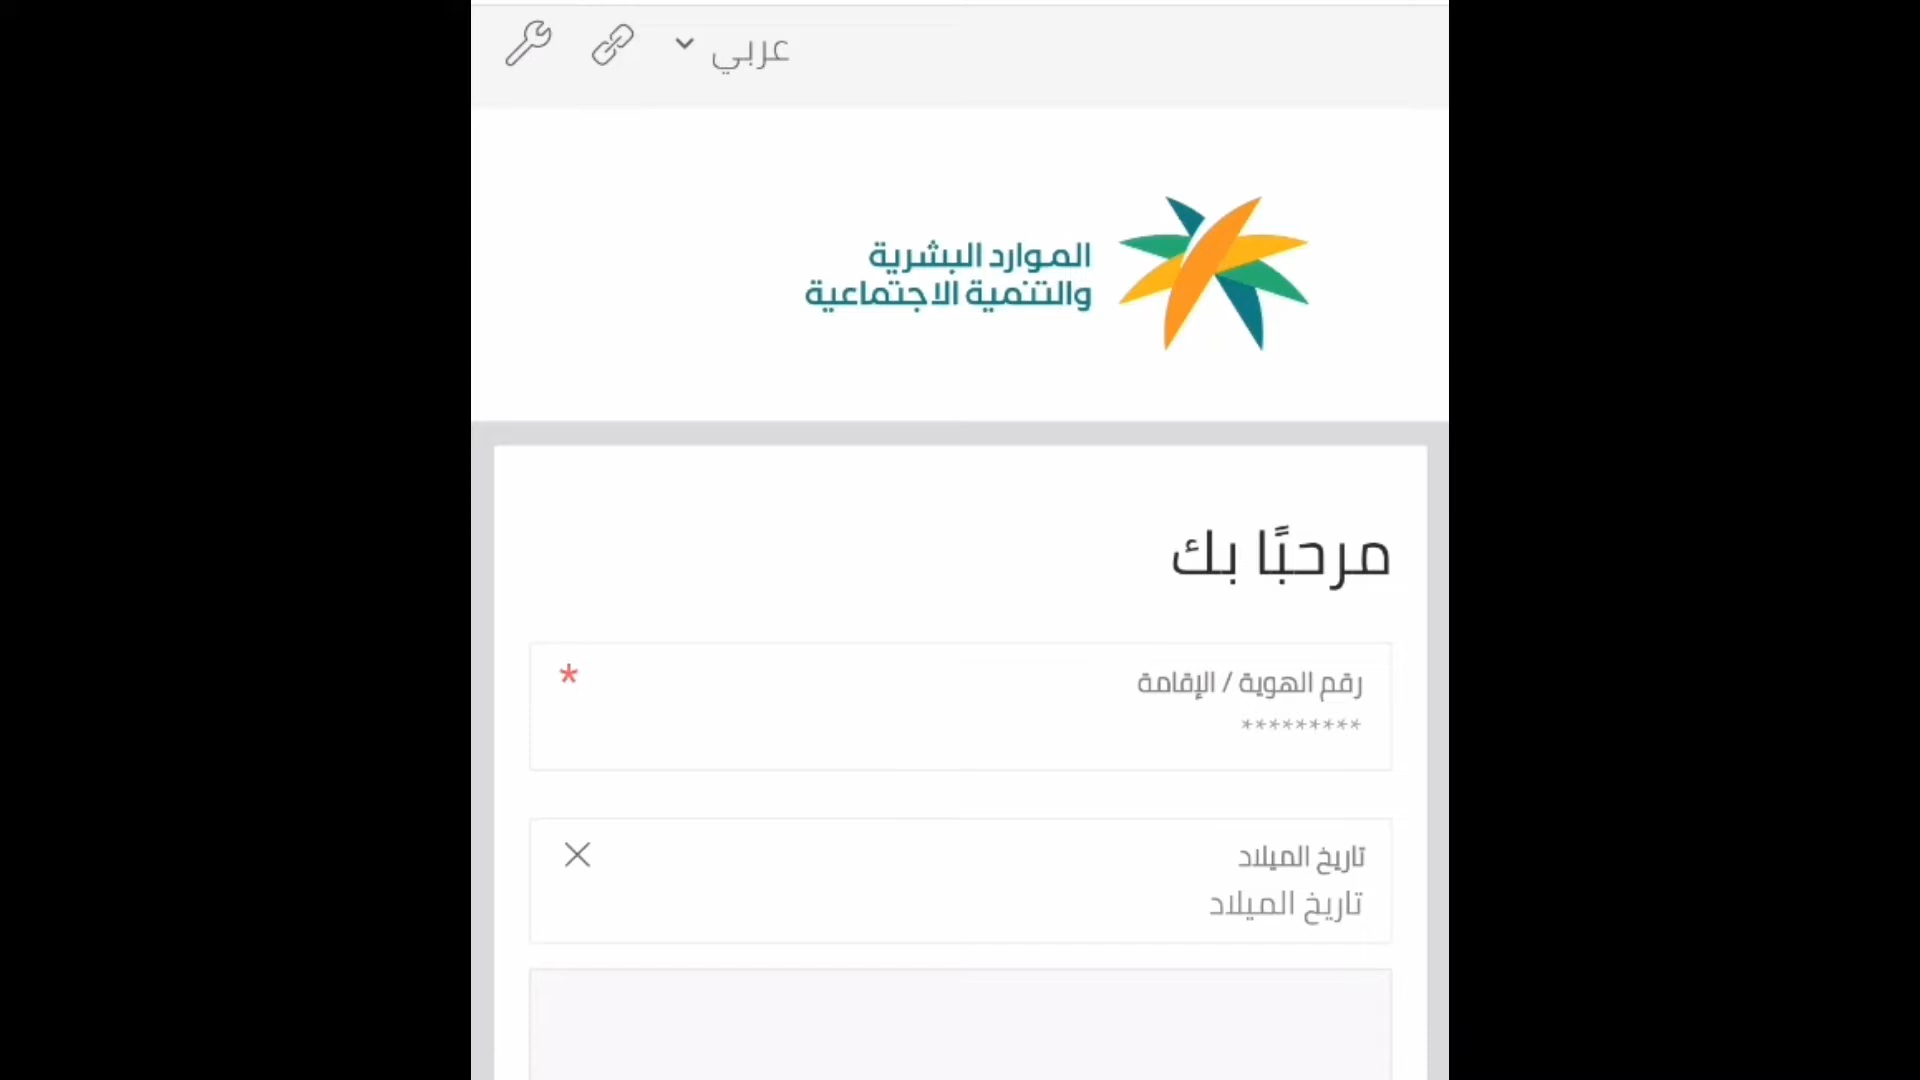 عربي
الموارد البشرية
والتنمية الاجتماعية
مرحبًا بك
رقم الهوية / الإقامة
*
*********
تاريخ الميلاد
تاريخ الميلاد